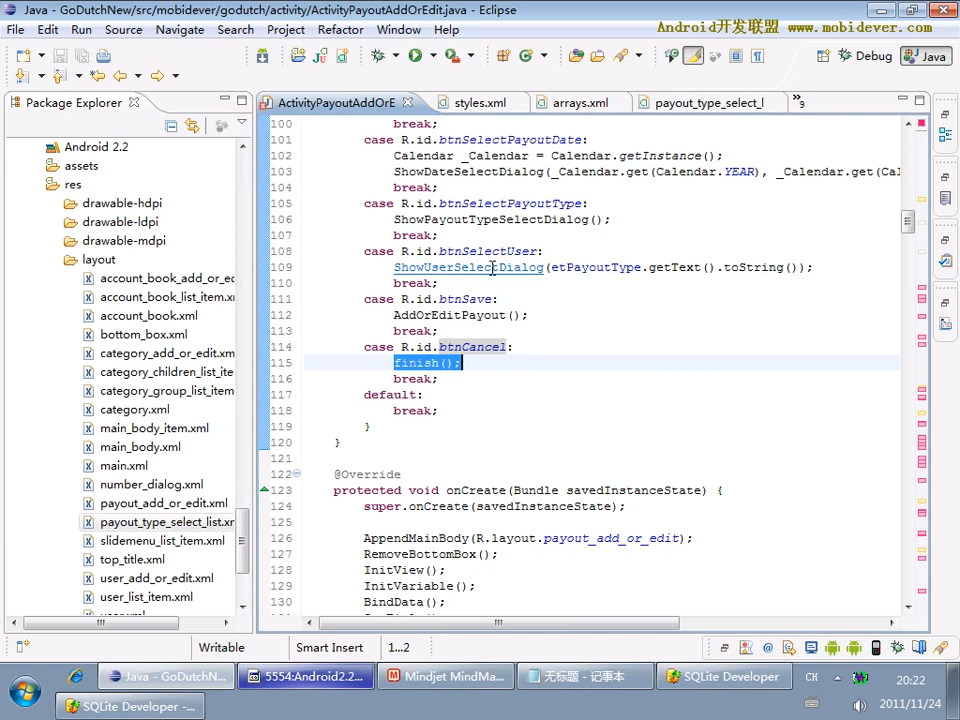 Java - GoDutchNew/src/mobidever/godutch/activity/ActivityPayoutAddOrEdit.java - Eclipse
File Edit Run Source Navigate Search Project Refactor Window Help
Android开发联盟 www.mobidever.com
Debug Java
Package Explorer
ActivityPayoutAddOrE styles.xml arrays.xml payout_type_select_l »9
Android 2.2
assets
res
drawable-hdpi
drawable-ldpi
drawable-mdpi
layout
account_book_add_or_ec
account_book_list_item.xr
account_book.xml
bottom_box.xml
category_add_or_edit.xm
category_children_list_ite
category_group_list_item
category.xml
main_body_item.xml
main_body.xml
main.xml
number_dialog.xml
payout_add_or_edit.xml
payout_type_select_list.xr
slidemenu_list_item.xml
top_title.xml
user_add_or_edit.xml
user_list_item.xml
100 break;
101 case R.id.btnSelectPayoutDate:
102 Calendar _Calendar = Calendar.getInstance();
103 ShowDateSelectDialog(_Calendar.get(Calendar.YEAR), _Calendar.get(Cal
104 break;
105 case R.id.btnSelectPayoutType:
106 ShowPayoutTypeSelectDialog();
107 break;
108 case R.id.btnSelectUser:
109 ShowUserSelectDialog(etPayoutType.getText().toString());
110 break;
111 case R.id.btnSave:
112 AddOrEditPayout();
113 break;
114 case R.id.btnCancel:
115 finish();
116 break;
117 default:
118 break;
119 }
120 }
121
122 @Override
123 protected void onCreate(Bundle savedInstanceState) {
124 super.onCreate(savedInstanceState);
125
126 AppendMainBody(R.layout.payout_add_or_edit);
127 RemoveBottomBox();
128 InitView();
129 InitVariable();
130 BindData();
Writable Smart Insert 1...2
Java - GoDutchN... 5554:Android2.2... Mindjet MindMa... 无标题 - 记事本 SQLite Developer CH 20:22
SQLite Developer -... 2011/11/24